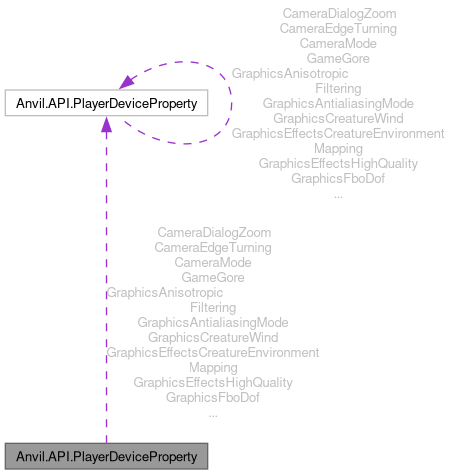 CameraDialogZoom
CameraEdgeTurning
CameraMode
GameGore
GraphicsAnisotropic
Filtering
GraphicsAntialiasingMode
GraphicsCreatureWind
GraphicsEffectsCreatureEnvironment
Mapping
GraphicsEffectsHighQuality
GraphicsFboDof
...
Anvil.API.PlayerDeviceProperty
CameraDialogZoom
CameraEdgeTurning
CameraMode
GameGore
GraphicsAnisotropic
Filtering
GraphicsAntialiasingMode
GraphicsCreatureWind
GraphicsEffectsCreatureEnvironment
Mapping
GraphicsEffectsHighQuality
GraphicsFboDof
...
Anvil.API.PlayerDeviceProperty